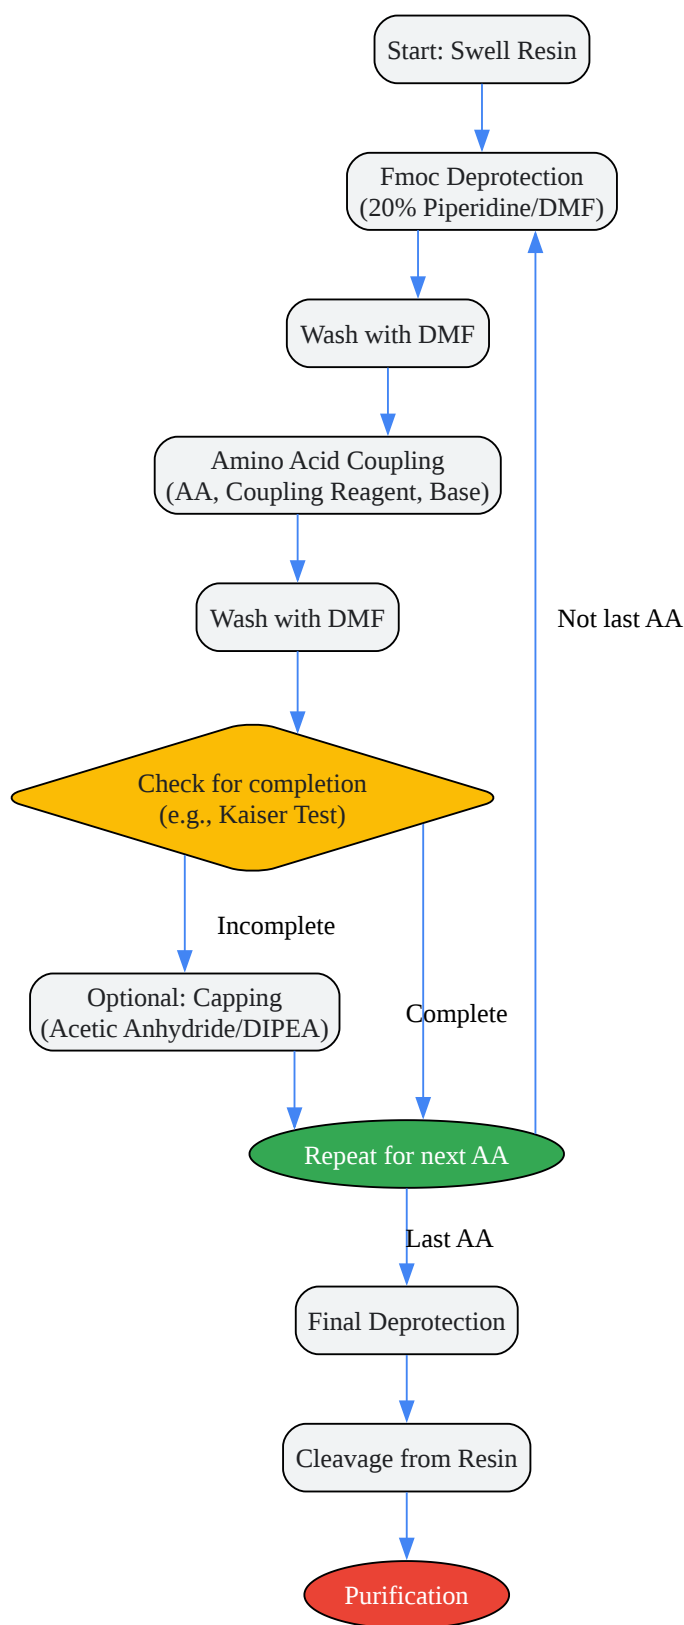 Start: Swell Resin
Fmoc Deprotection
(20% Piperidine/DMF)
Wash with DMF
Amino Acid Coupling
(AA, Coupling Reagent, Base)
Wash with DMF
Not last AA
Check for completion
(e.g., Kaiser Test)
Incomplete
Optional: Capping
(Acetic Anhydride/DIPEA)
Complete
Repeat for next AA
Last AA
Final Deprotection
Cleavage from Resin
Purification